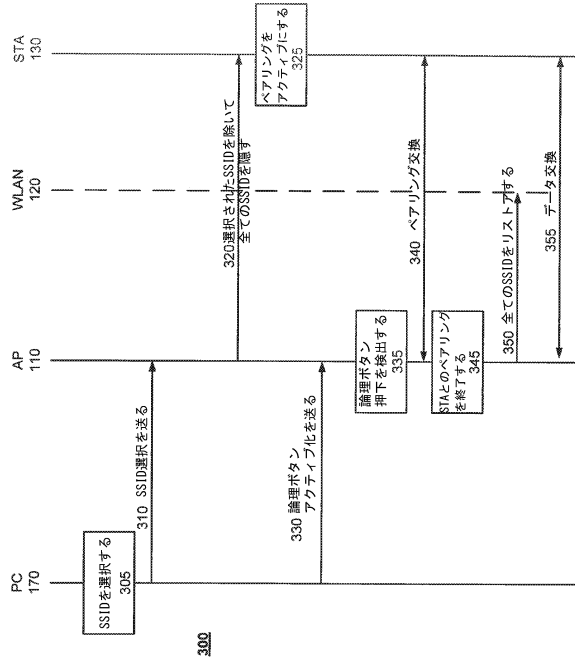 PC
170
AP
110
WLAN
120
STA
130
SSIDを選択する
305
310 SSID選択を送る
320選択されたSSIDを除いて
全てのSSIDを隠す
ペアリングを
アクティブにする
325
330 論理ボタン
アクティブ化を送る
論理ボタン
押下を検出する
335
340 ペアリング交換
STAとのペアリング
を終了する
345
350 全てのSSIDをリストアする
355 データ交換
300